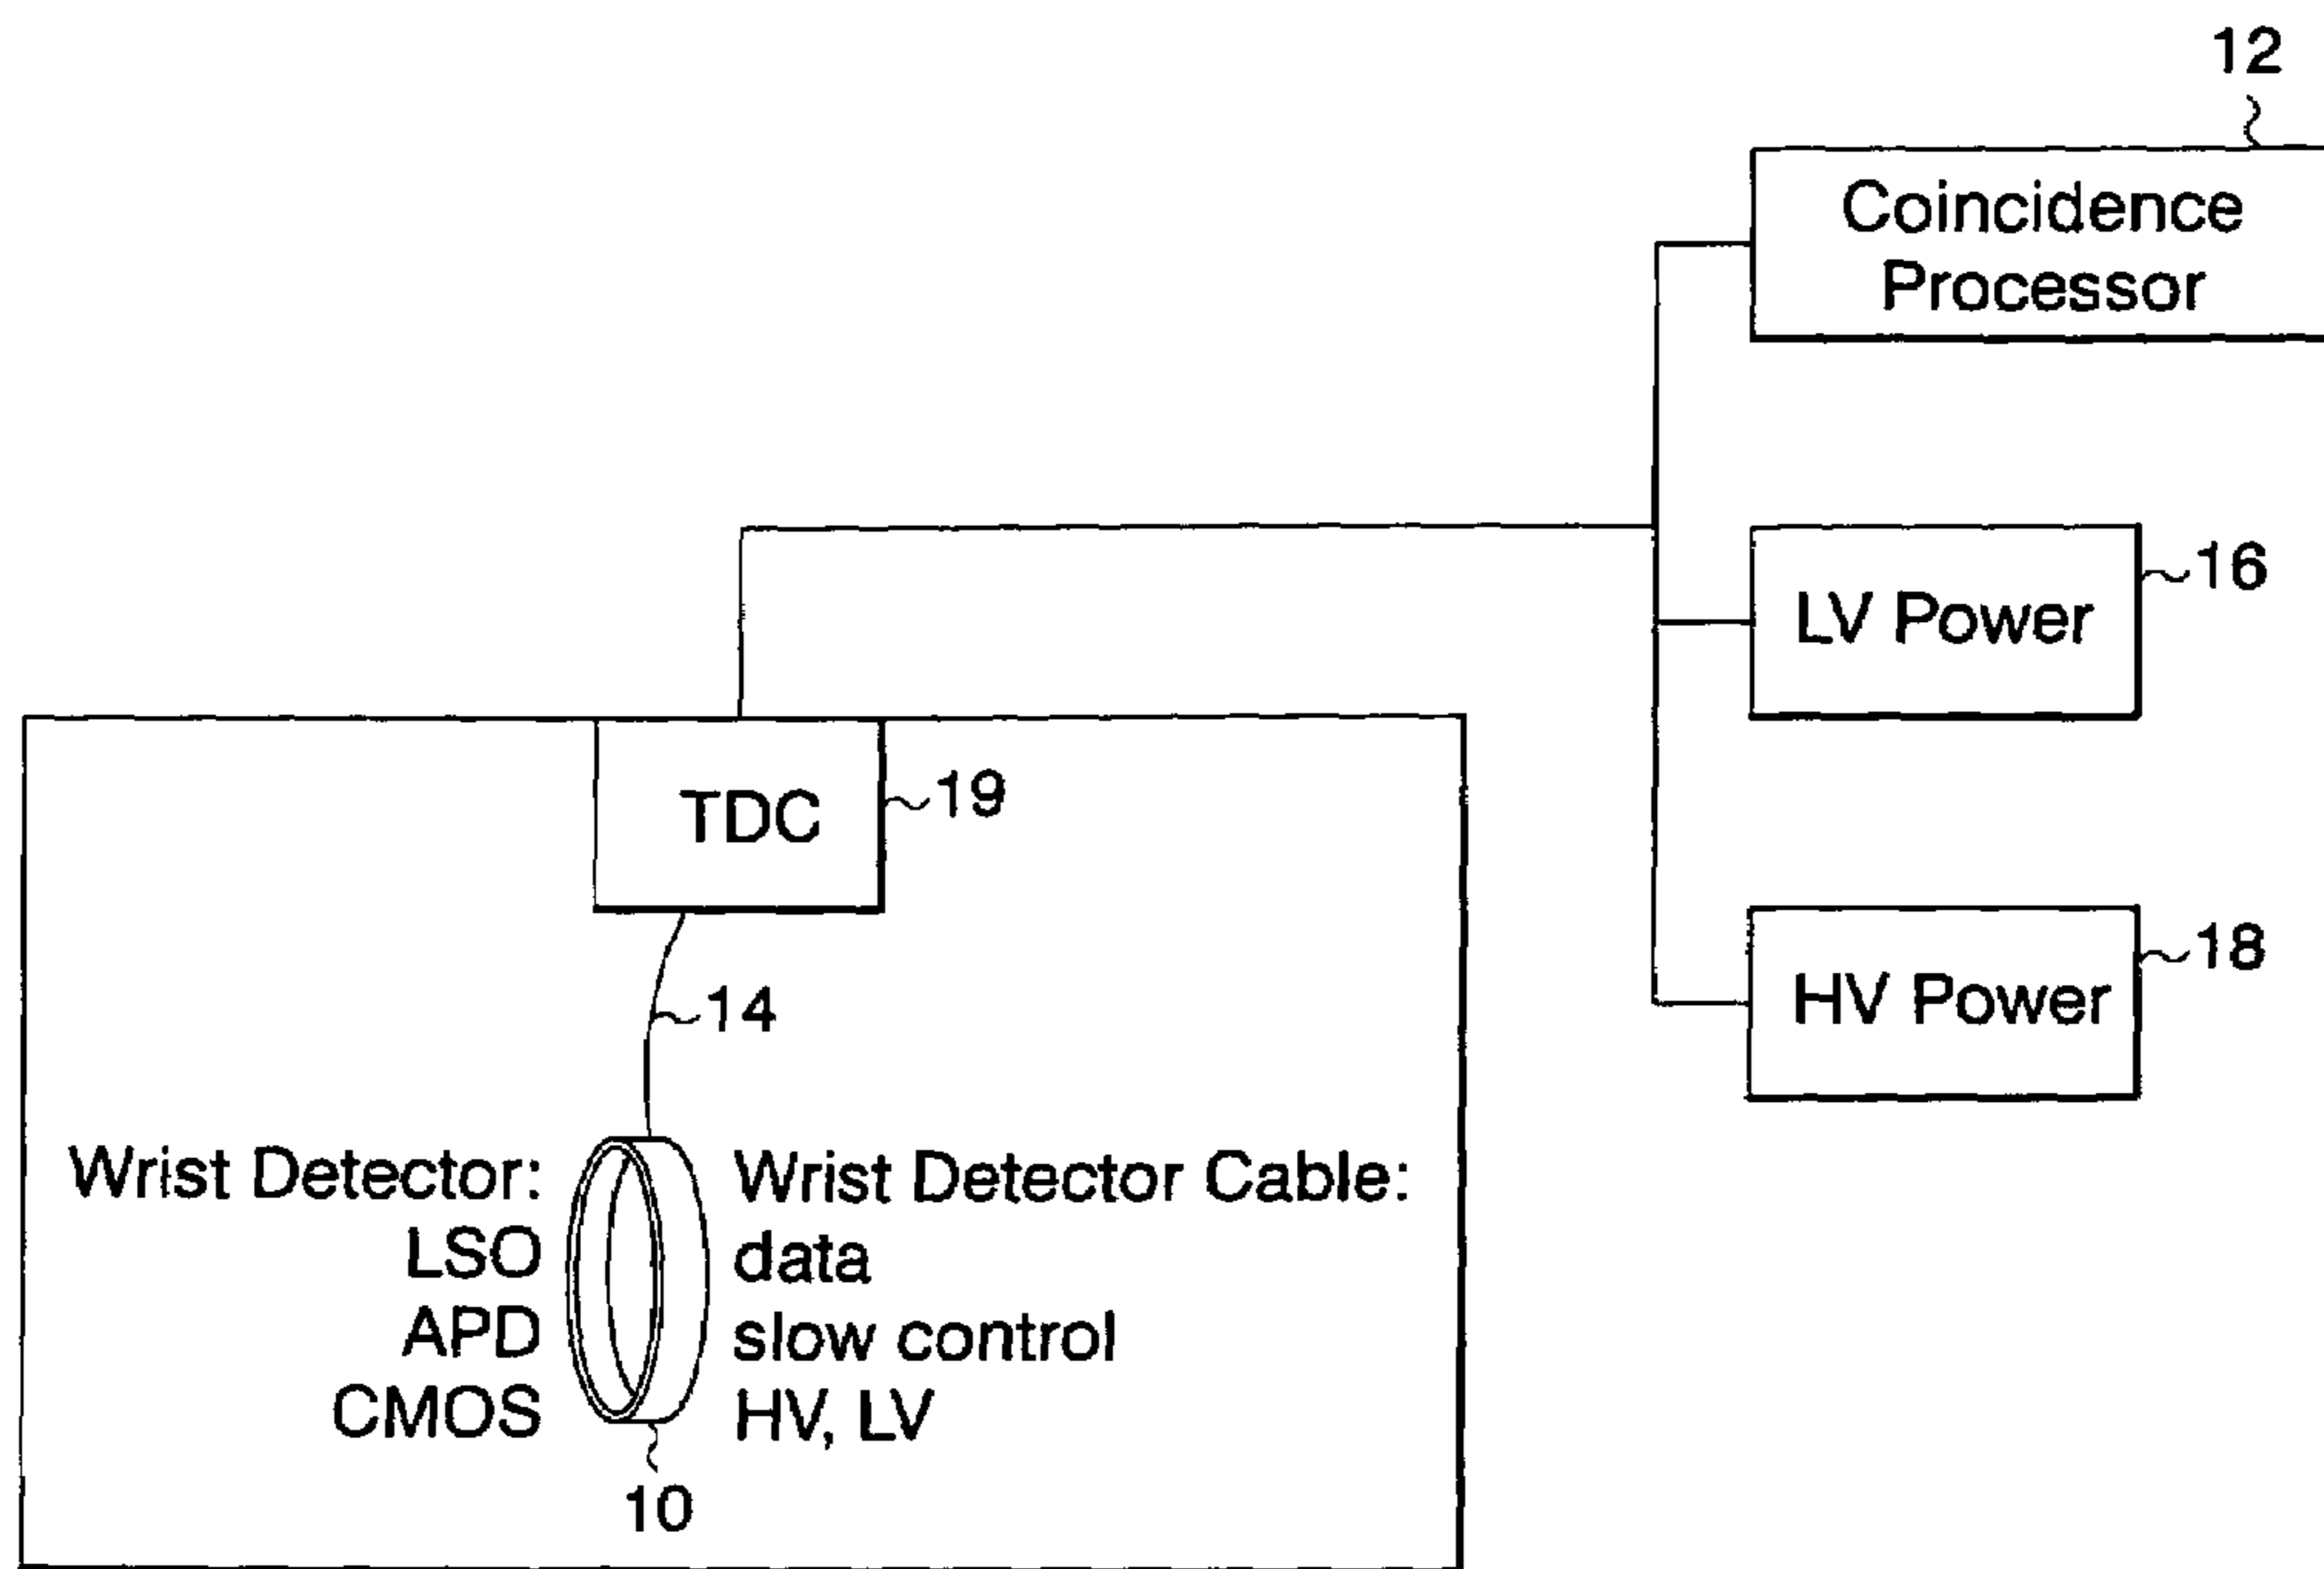 12
Coincidence
Processor
LV Power
16
TDC
19
HV Power
18
14
Wrist Detector:
LSO
APD
CMOS
Wrist Detector Cable:
data
slow control
HV, LV
10